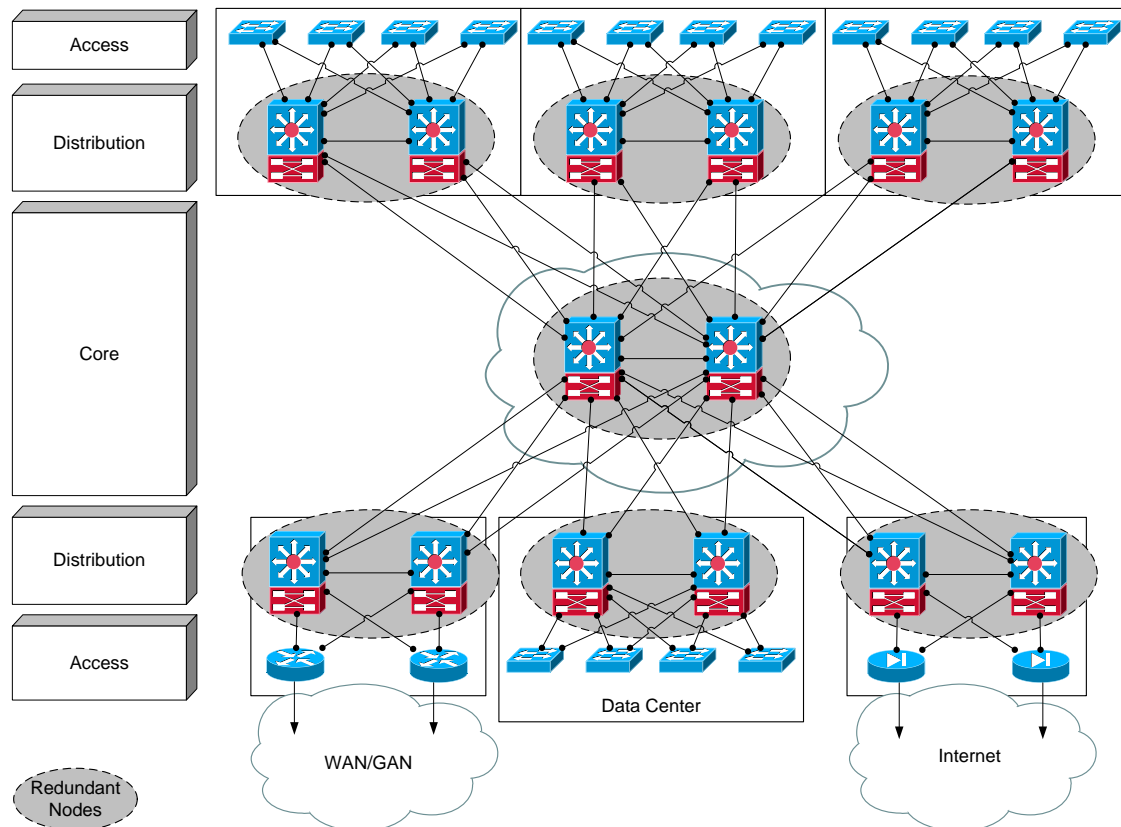 Access
Distribution
Core
Distribution
Access
Data Center
WAN/GAN
Internet
Redundant
Nodes